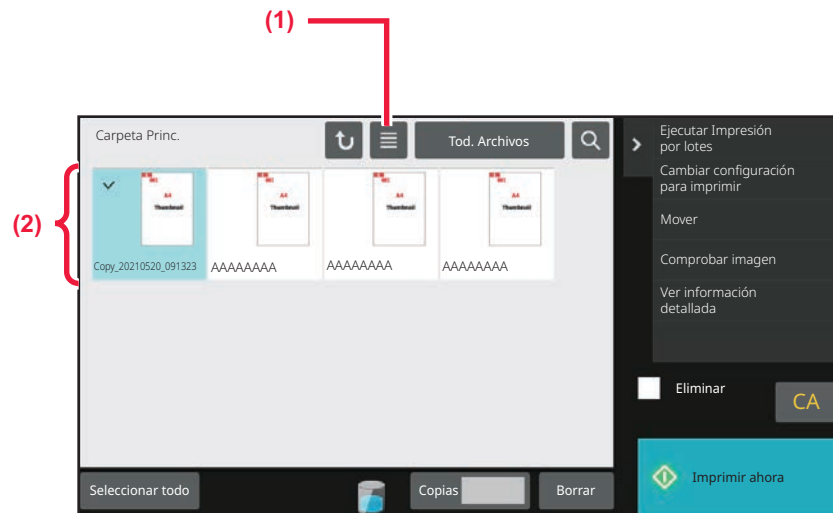 (1)
Carpeta Princ.
Tod. Archivos
(2)
A4
Thumbnail
A4
Thumbnail
A4
Thumbnail
A4
Thumbnail
Copy_20210520_091323
AAAAAAAA
AAAAAAAA
AAAAAAAA
Ejecutar Impresión
por lotes
Cambiar configuración
para imprimir
Mover
Comprobar imagen
Ver información
detallada
Eliminar
CA
Seleccionar todo
Copias
Borrar
Imprimir ahora